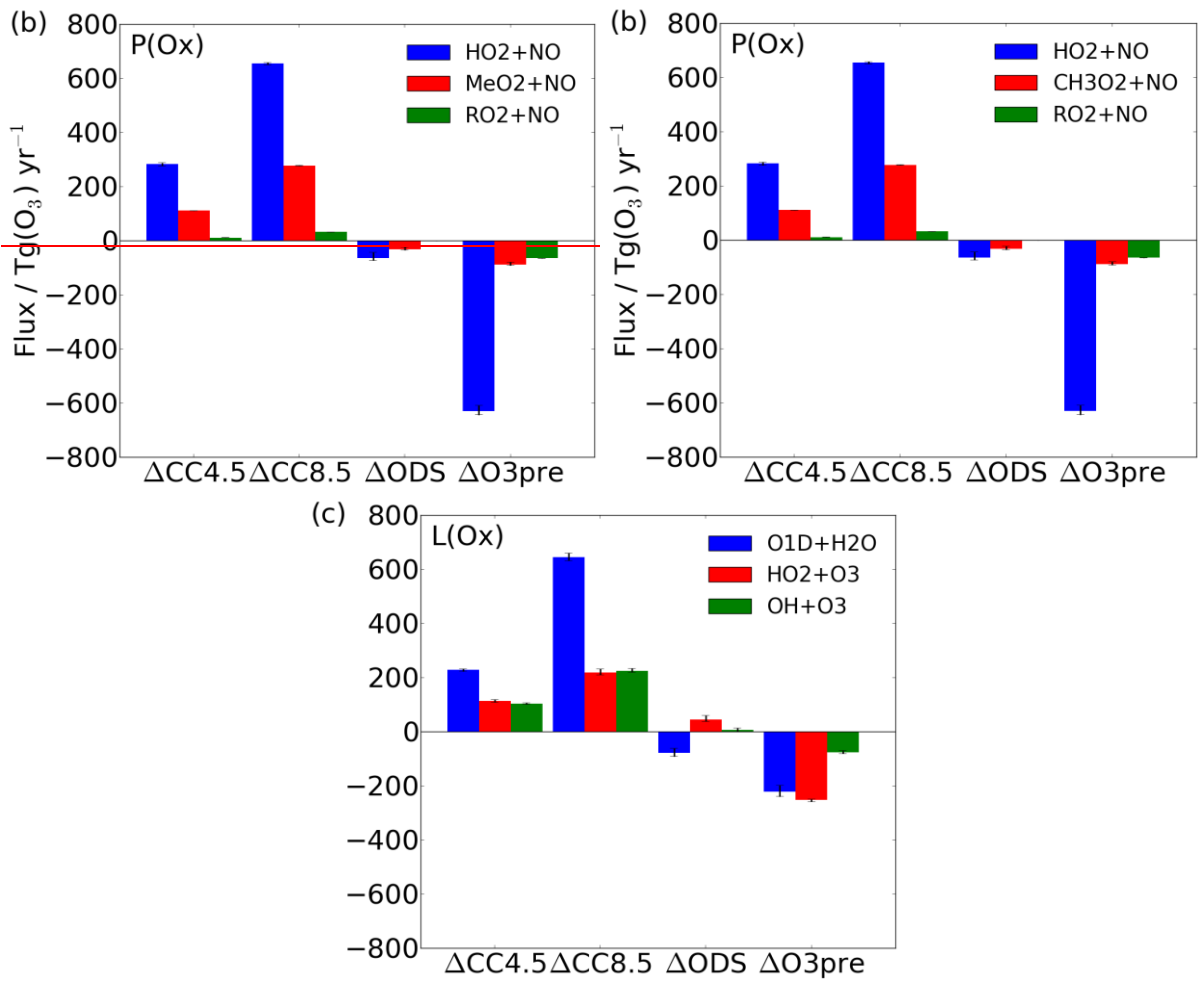 (b)
P(Ox)
HO2+NO
MeO2+NO
RO2+NO
Flux / Tg(O₃) yr⁻¹
800
600
400
200
0
−200
−400
−600
−800
ΔCC4.5 ΔCC8.5 ΔODS ΔO3pre
(b)
P(Ox)
HO2+NO
CH3O2+NO
RO2+NO
Flux / Tg(O₃) yr⁻¹
800
600
400
200
0
−200
−400
−600
−800
ΔCC4.5 ΔCC8.5 ΔODS ΔO3pre
(c)
L(Ox)
O1D+H2O
HO2+O3
OH+O3
800
600
400
200
0
−200
−400
−600
−800
ΔCC4.5 ΔCC8.5 ΔODS ΔO3pre